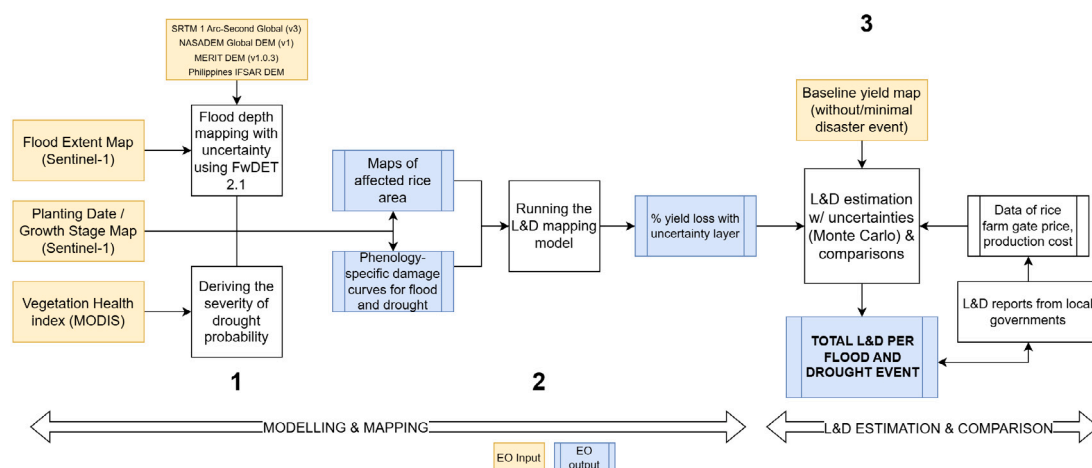 3
SRTM 1 Arc-Second Global (v3)
NASADEM Global DEM (v1)
MERIT DEM (v1.0.3)
Philippines IFSAR DEM
Flood Extent Map
(Sentinel-1)
Flood depth
mapping with
uncertainty
using FwDET
2.1
Planting Date /
Growth Stage Map
(Sentinel-1)
Vegetation Health
index (MODIS)
Deriving the
severity of
drought
probability
1
Maps of
affected rice
area
Phenology-
specific damage
curves for flood
and drought
Running the
L&D mapping
model
2
% yield loss with
uncertainty layer
Baseline yield map
(without/minimal
disaster event)
L&D estimation
w/ uncertainties
(Monte Carlo) &
comparisons
Data of rice
farm gate price,
production cost
L&D reports from local
governments
TOTAL L&D PER
FLOOD AND
DROUGHT EVENT
MODELLING & MAPPING
L&D ESTIMATION & COMPARISON
EO Input
EO
output